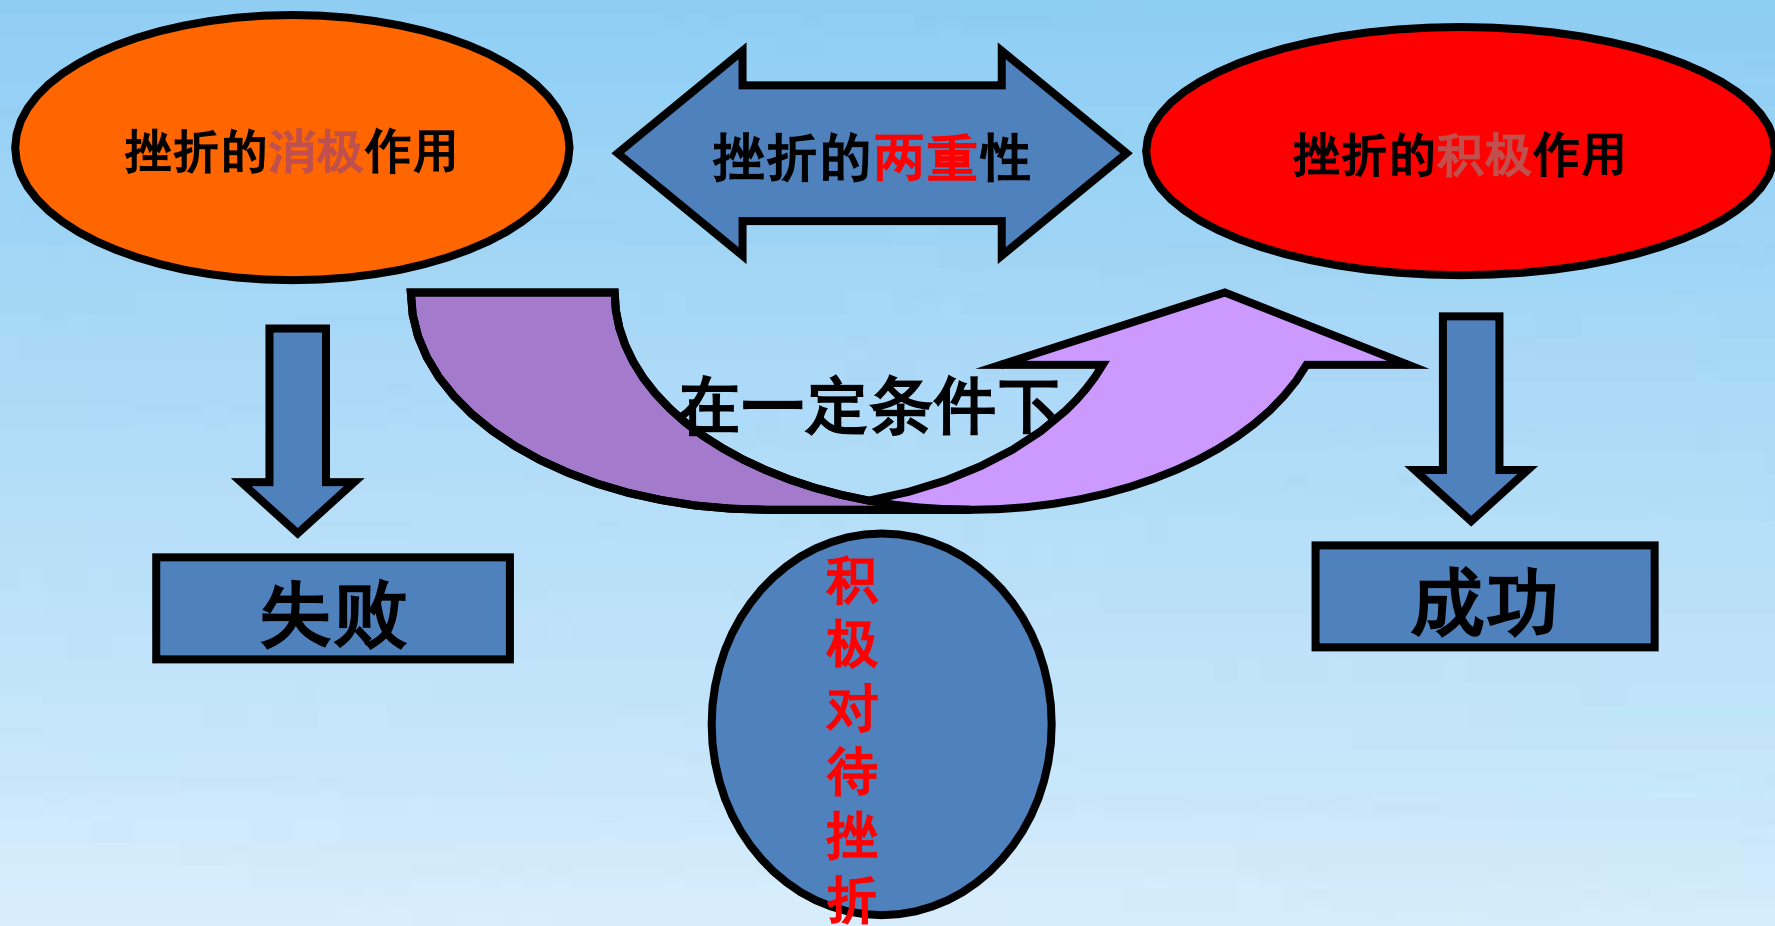 挫折的消极作用
挫折的两重性
挫折的积极作用
在一定条件下
失败
成功
积
极
对
待
挫
折